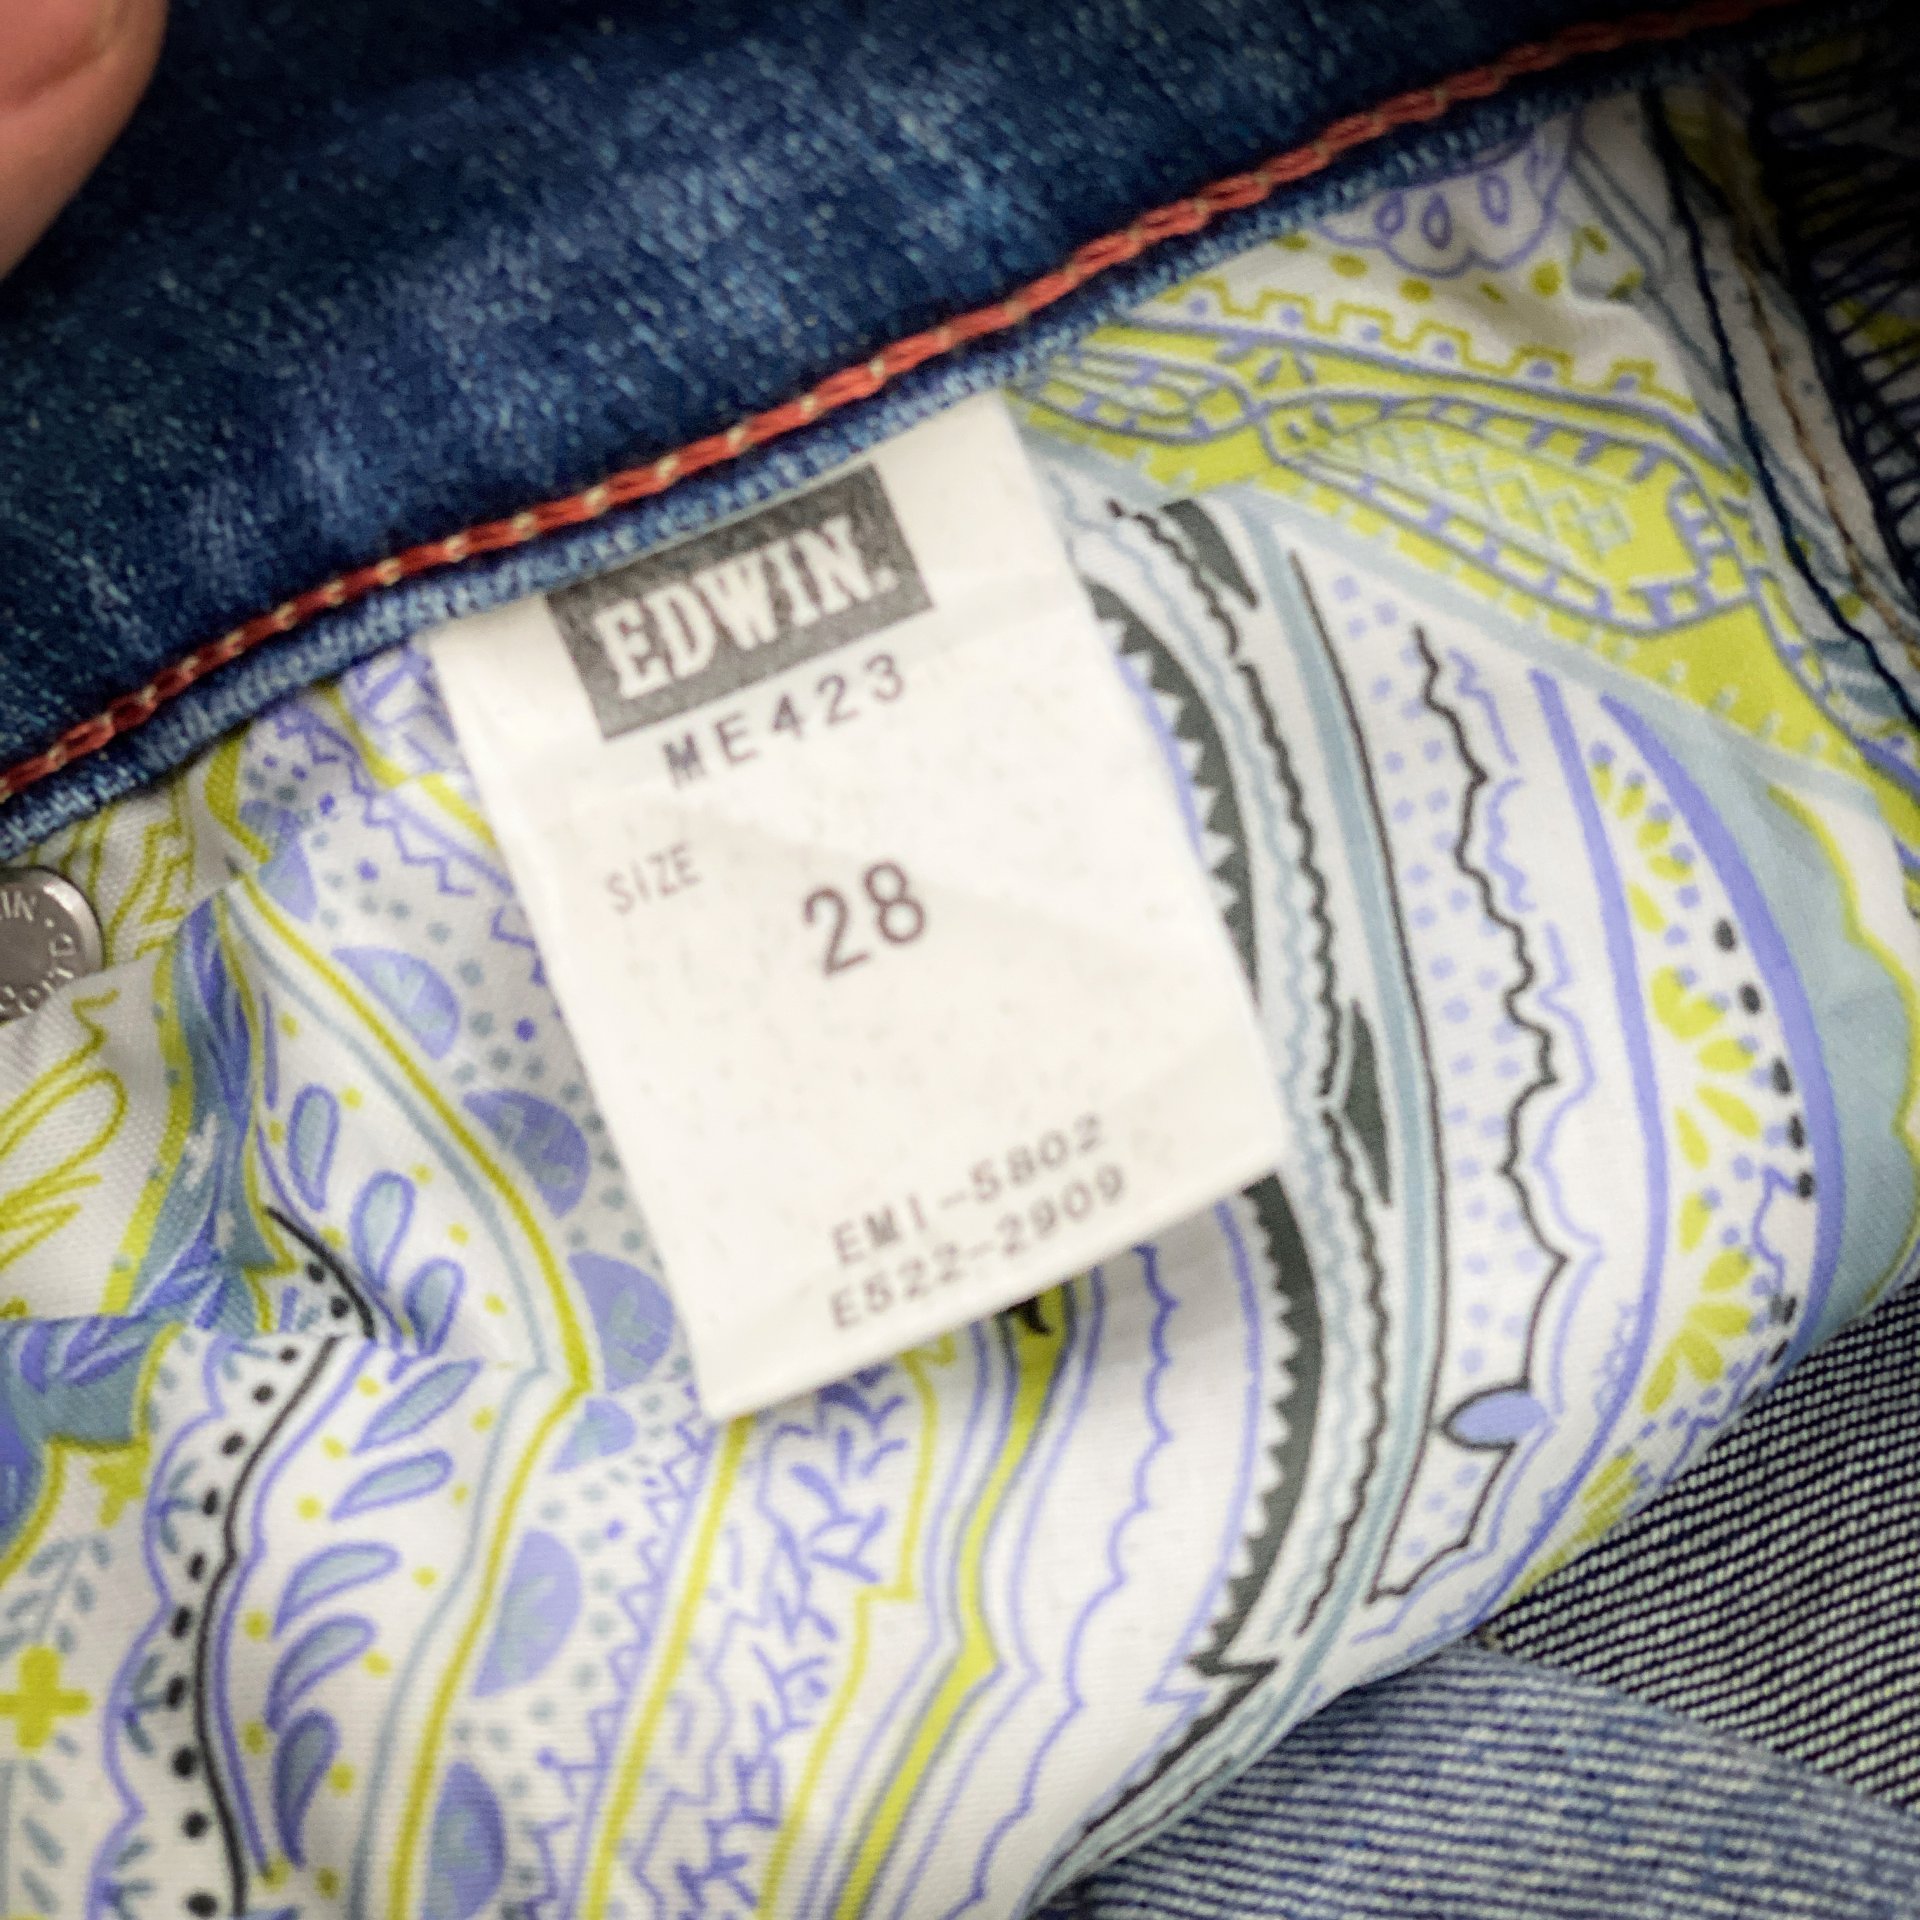 EDWIN.
ME423
SIZE
28
EMI-5802
E522-2909